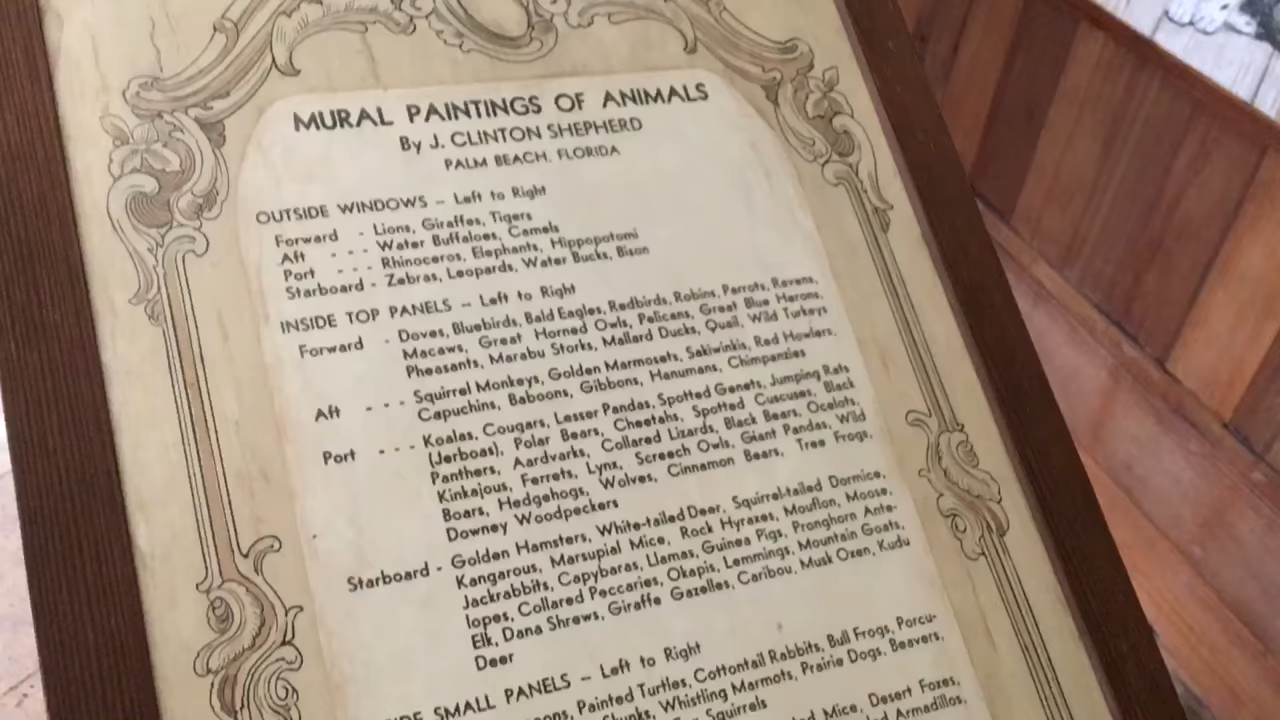 MURAL PAINTINGS OF ANIMALS
By J. CLINTON SHEPHERD
PALM BEACH, FLORIDA
OUTSIDE WINDOWS - Left to Right
Forward - Lions, Giraffes, Tigers
Aft - - - Water Buffaloes, Camels
Port - - - Rhinoceros, Elephants, Hippopotomi
Starboard - Zebras, Leopards, Water Bucks, Bison
INSIDE TOP PANELS - Left to Right
Forward - Doves, Bluebirds, Bald Eagles, Redbirds, Robins, Parrots, Ravens,
Macaws, Great Horned Owls, Pelicans, Great Blue Herons,
Pheasants, Marabu Storks, Mallard Ducks, Quail, Wild Turkeys
Aft - - - Squirrel Monkeys, Golden Marmosets, Sakiwinkis, Red Howlers,
Capuchins, Baboons, Gibbons, Hanumans, Chimpanzies
Port - - - Koalas, Cougars, Lesser Pandas, Spotted Genets, Jumping Rats
(Jerboas), Polar Bears, Cheetahs, Spotted Cuscuses, Black
Panthers, Aardvarks, Collared Lizards, Black Bears, Ocelots,
Kinkajous, Ferrets, Lynx, Screech Owls, Giant Pandas, Wild
Boars, Hedgehogs, Wolves, Cinnamon Bears, Tree Frogs,
Downey Woodpeckers
Starboard - Golden Hamsters, White-tailed Deer, Squirrel-tailed Dormice,
Kangarous, Marsupial Mice, Rock Hyraxes, Mouflon, Moose,
Jackrabbits, Capybaras, Llamas, Guinea Pigs, Pronghorn Ante-
lopes, Collared Peccaries, Okapis, Lemmings, Mountain Goats,
Elk, Dana Shrews, Giraffe Gazelles, Caribou, Musk Oxen, Kudu
Deer
SMALL PANELS - Left to Right
Painted Turtles, Cottontail Rabbits, Bull Frogs, Porcu-
Whistling Marmots, Prairie Dogs, Beavers,
Squirrels
Mice, Desert Foxes,
Armadillos,